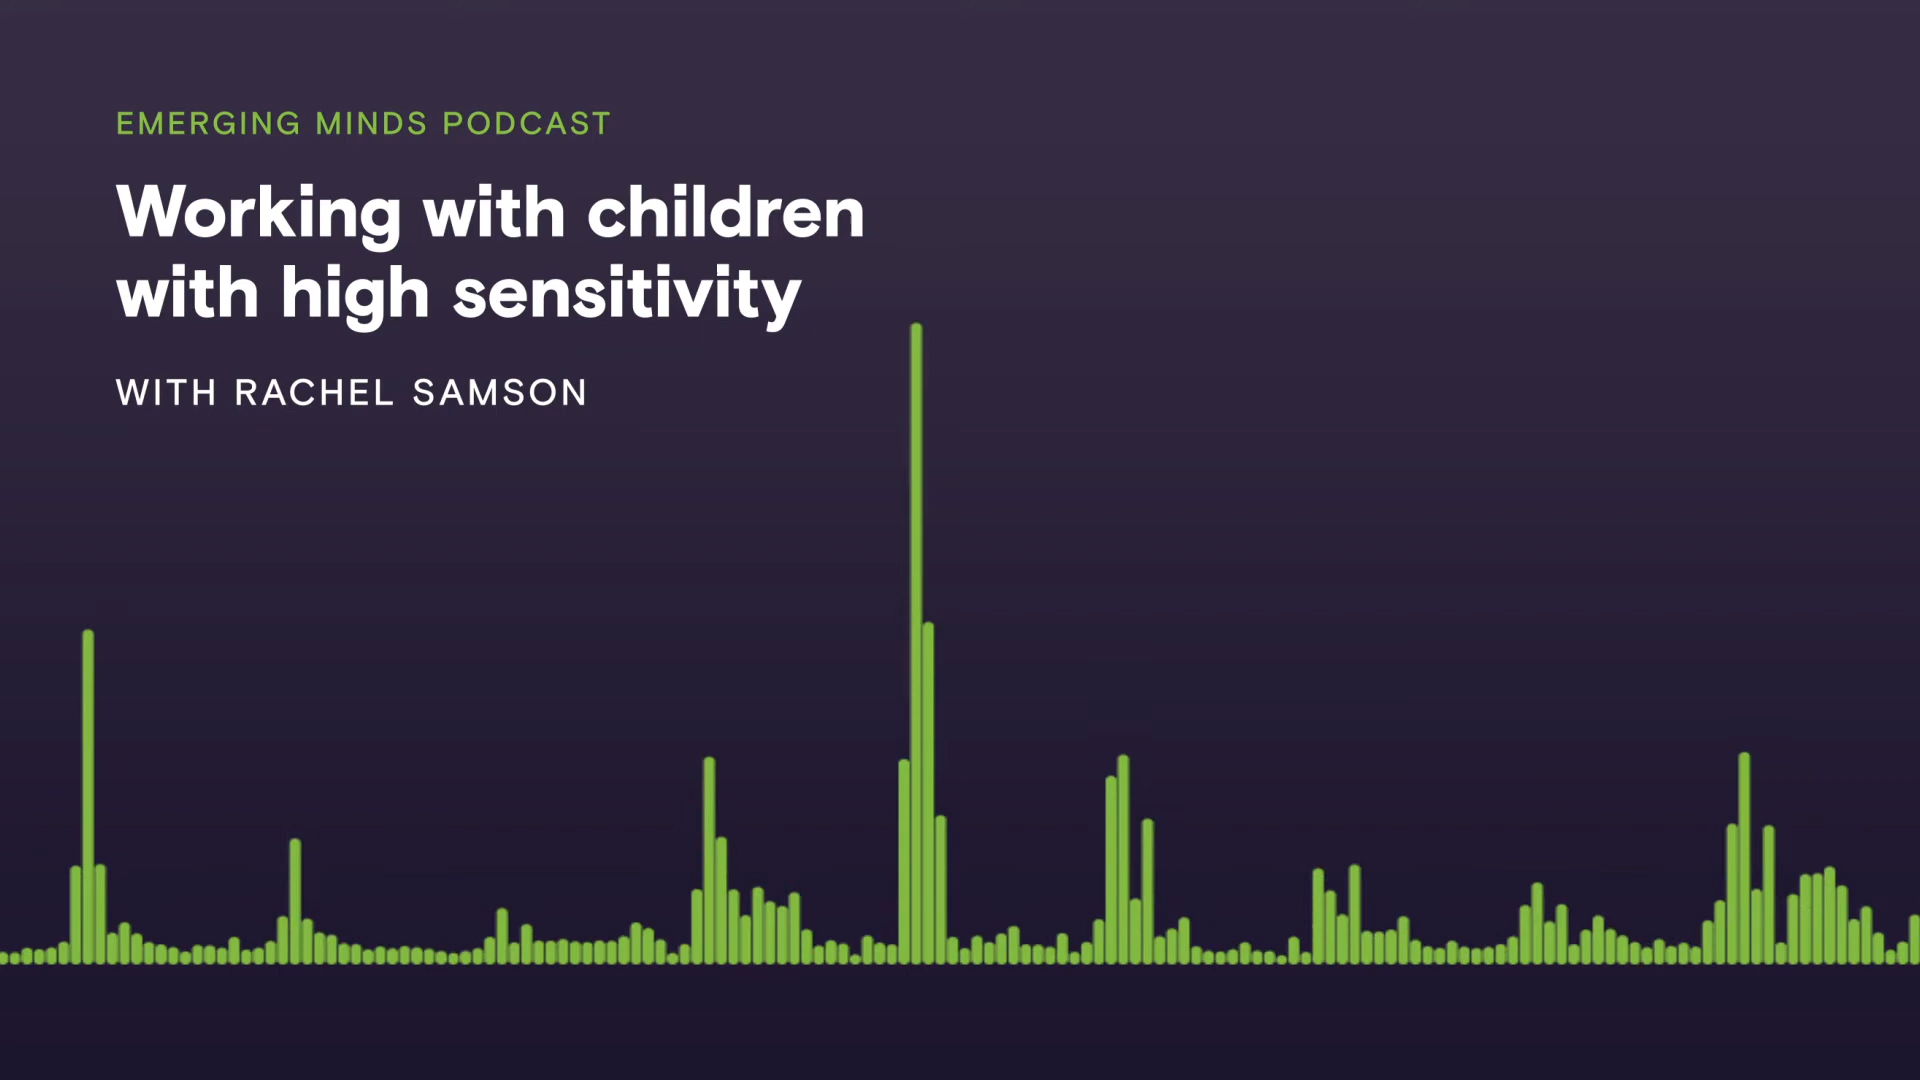 EMERGING MINDS PODCAST
Working with children
with high sensitivity
WITH RACHEL SAMSON